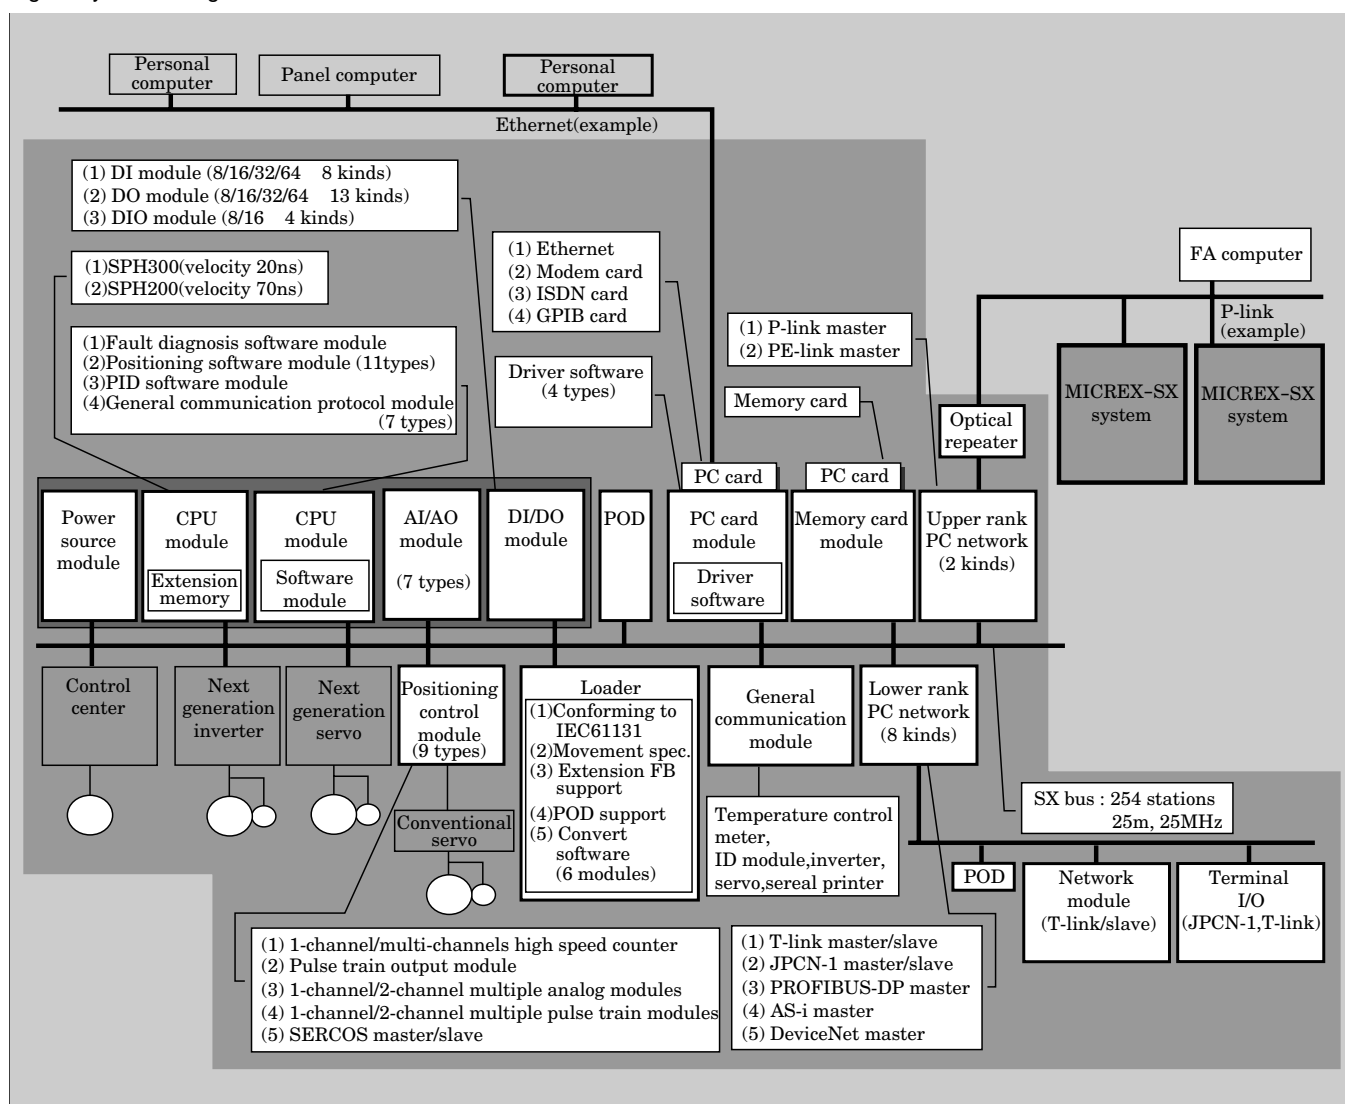 Personal
computer
Panel computer
Personal
computer
Ethernet(example)
(1) DI module (8/16/32/64 8 kinds)
(2) DO module (8/16/32/64 13 kinds)
(3) DIO module (8/16 4 kinds)
(1)SPH300(velocity 20ns)
(2)SPH200(velocity 70ns)
(1)Fault diagnosis software module
(2)Positioning software module (11types)
(3)PID software module
(4)General communication protocol module
(7 types)
(1) Ethernet
(2) Modem card
(3) ISDN card
(4) GPIB card
Driver software
(4 types)
(1) P-link master
(2) PE-link master
Memory card
FA computer
P-link
(example)
MICREX-SX
system
MICREX-SX
system
Optical
repeater
PC card
PC card
Power
source
module
CPU
module
Extension
memory
CPU
module
Software
module
AI/AO
module
(7 types)
DI/DO
module
POD
PC card
module
Driver
software
Memory card
module
Upper rank
PC network
(2 kinds)
Control
center
Next
generation
inverter
Next
generation
servo
Positioning
control
module
(9 types)
Conventional
servo
Loader
(1)Conforming to
IEC61131
(2)Movement spec.
(3) Extension FB
support
(4)POD support
(5) Convert
software
(6 modules)
General
communication
module
Temperature control
meter,
ID module,inverter,
servo,sereal printer
Lower rank
PC network
(8 kinds)
SX bus : 254 stations
25m, 25MHz
POD
Network
module
(T-link/slave)
Terminal
I/O
(JPCN-1,T-link)
(1) 1-channel/multi-channels high speed counter
(2) Pulse train output module
(3) 1-channel/2-channel multiple analog modules
(4) 1-channel/2-channel multiple pulse train modules
(5) SERCOS master/slave
(1) T-link master/slave
(2) JPCN-1 master/slave
(3) PROFIBUS-DP master
(4) AS-i master
(5) DeviceNet master